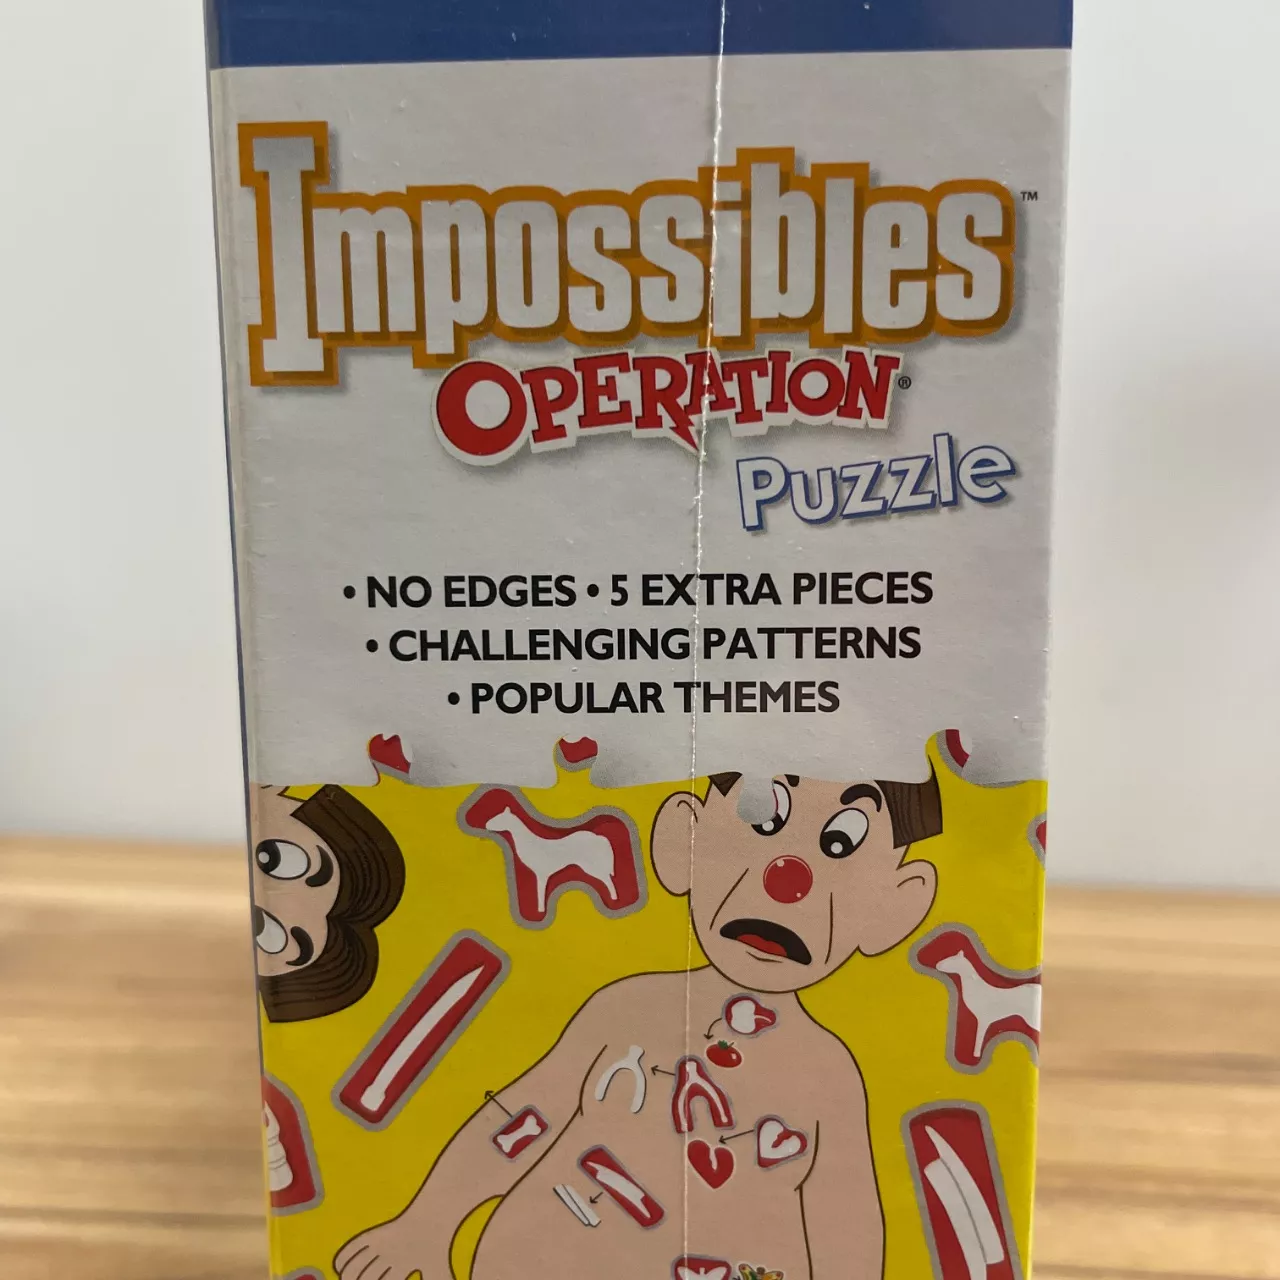 Impossibles™
OPERATION®
Puzzle
• NO EDGES • 5 EXTRA PIECES
• CHALLENGING PATTERNS
• POPULAR THEMES